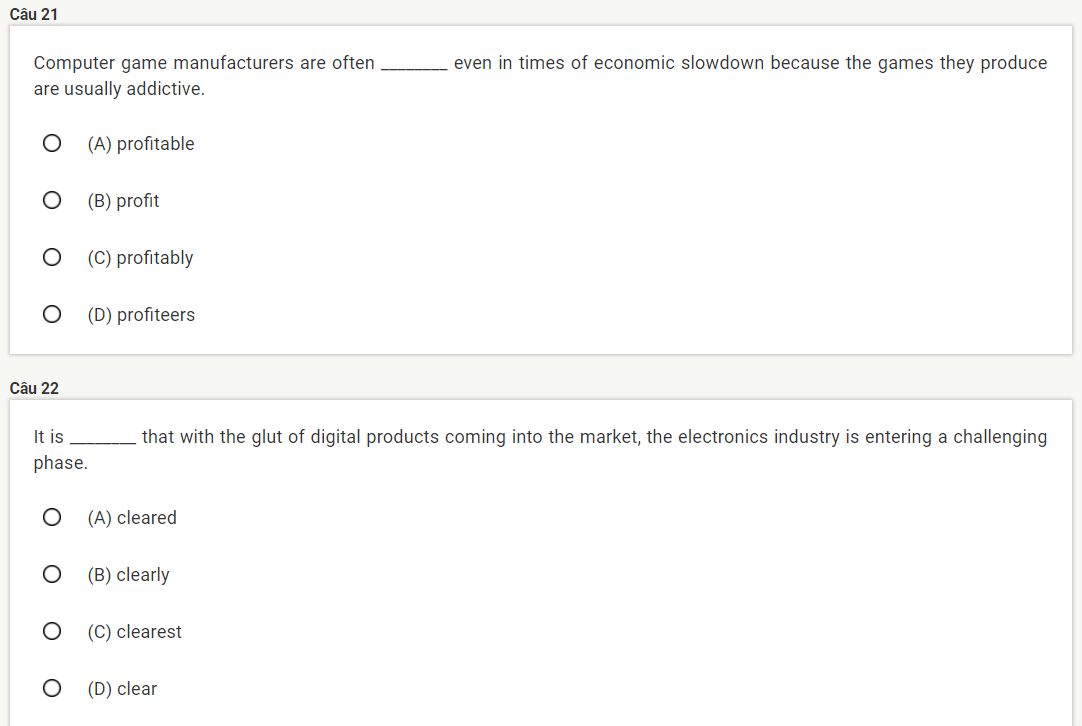 Câu 21
Computer game manufacturers are often ________ even in times of economic slowdown because the games they produce
are usually addictive.
(A) profitable
(B) profit
(C) profitably
(D) profiteers
Câu 22
It is ________ that with the glut of digital products coming into the market, the electronics industry is entering a challenging
phase.
(A) cleared
(B) clearly
(C) clearest
(D) clear